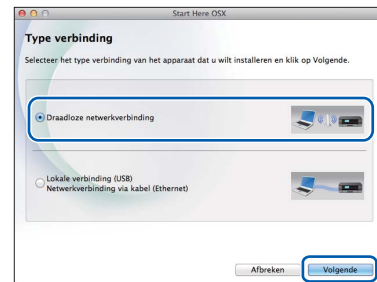 Start Here OSX
Type verbinding
Selecteer het type verbinding van het apparaat dat u wilt installeren en klik op Volgende.
Draadloze netwerkverbinding
Lokale verbinding (USB)
Netwerkverbinding via kabel (Ethernet)
Afbreken
Volgende